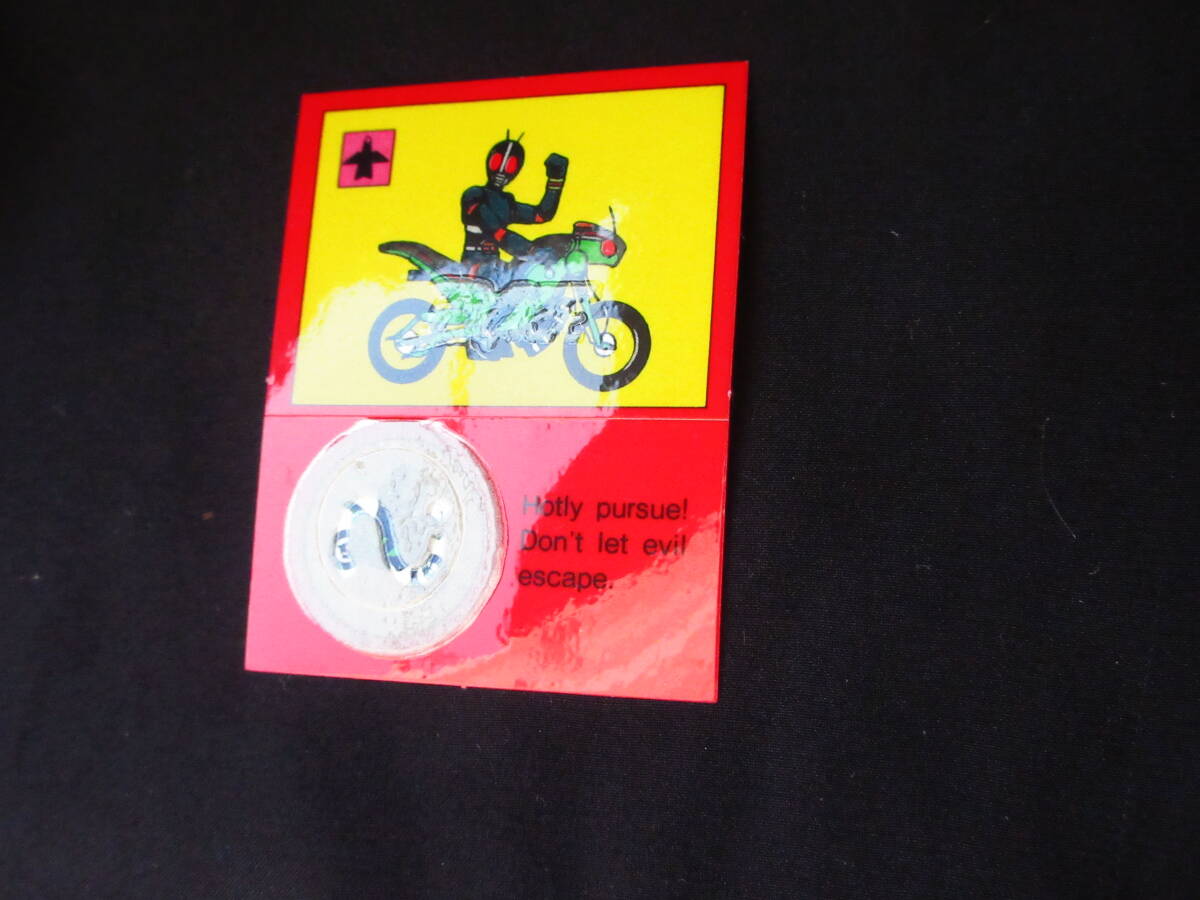 Hotly pursue!
Don't let evil
escape.